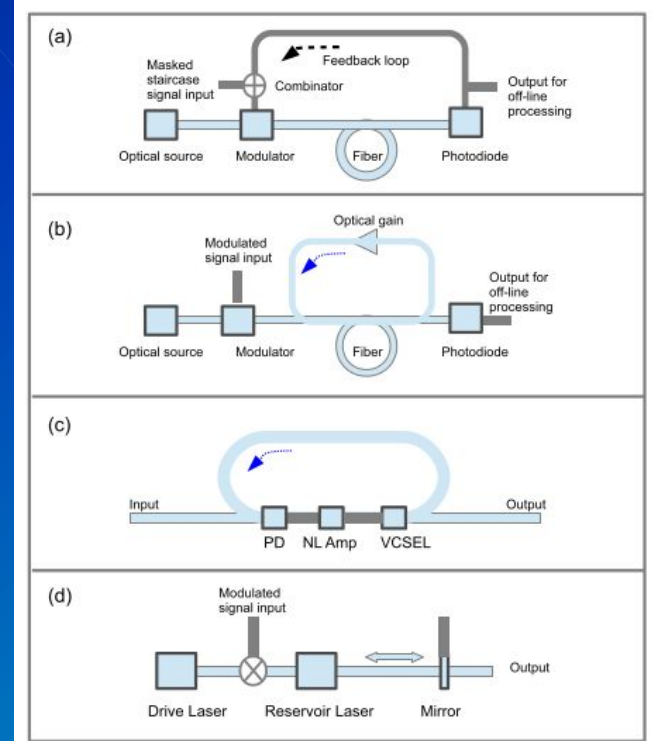 (a)
Feedback loop
Masked
staircase
signal input
Combinator
Output for
off-line
processing
Optical source
Modulator
Fiber
Photodiode
(b)
Optical gain
Modulated
signal input
Output for
off-line
processing
Optical source
Modulator
Fiber
Photodiode
(c)
Input
Output
PD
NL Amp
VCSEL
(d)
Modulated
signal input
Output
Drive Laser
Reservoir Laser
Mirror